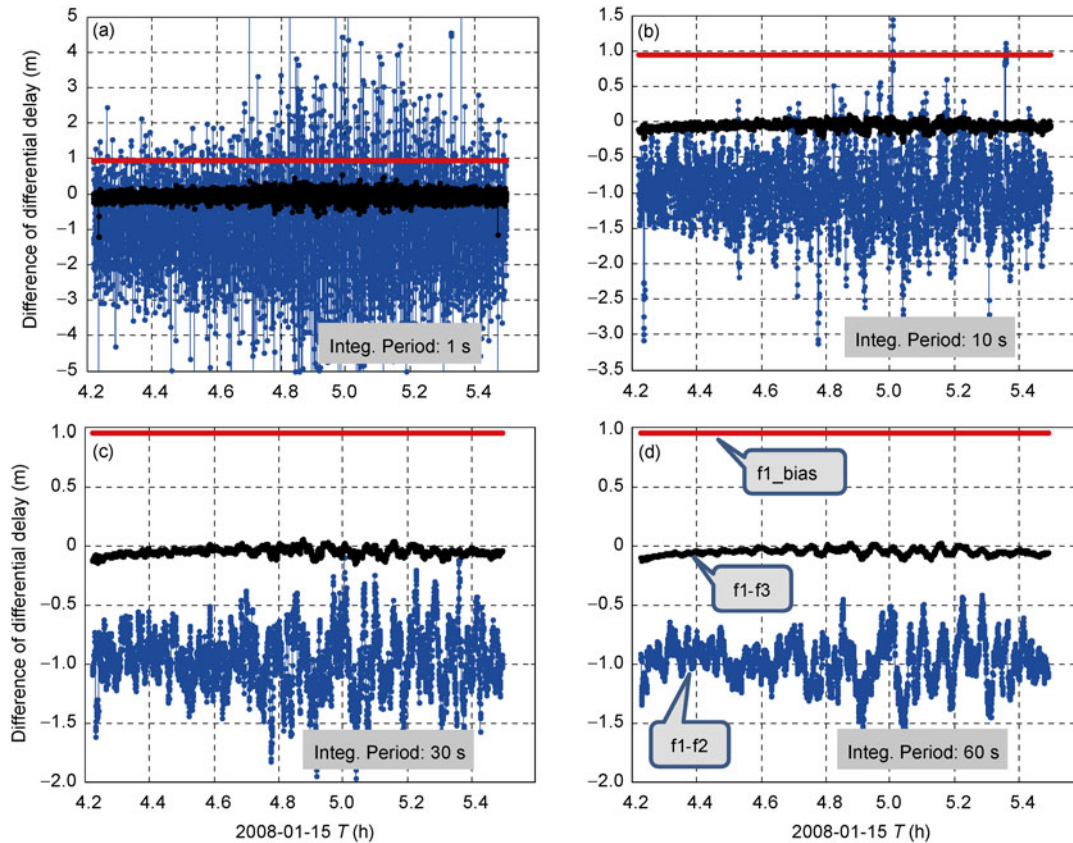 (a)
Difference of differential delay (m)
5
4
3
2
1
0
−1
−2
−3
−4
−5
Integ. Period: 1 s
4.2 4.4 4.6 4.8 5.0 5.2 5.4
(b)
1.5
1.0
0.5
0
−0.5
−1.0
−1.5
−2.0
−2.5
−3.0
−3.5
Integ. Period: 10 s
4.2 4.4 4.6 4.8 5.0 5.2 5.4
(c)
Difference of differential delay (m)
1.0
0.5
0
−0.5
−1.0
−1.5
−2.0
Integ. Period: 30 s
4.2 4.4 4.6 4.8 5.0 5.2 5.4
2008-01-15 T (h)
(d)
1.0
0.5
0
−0.5
−1.0
−1.5
−2.0
f1_bias
f1-f3
f1-f2
Integ. Period: 60 s
4.2 4.4 4.6 4.8 5.0 5.2 5.4
2008-01-15 T (h)